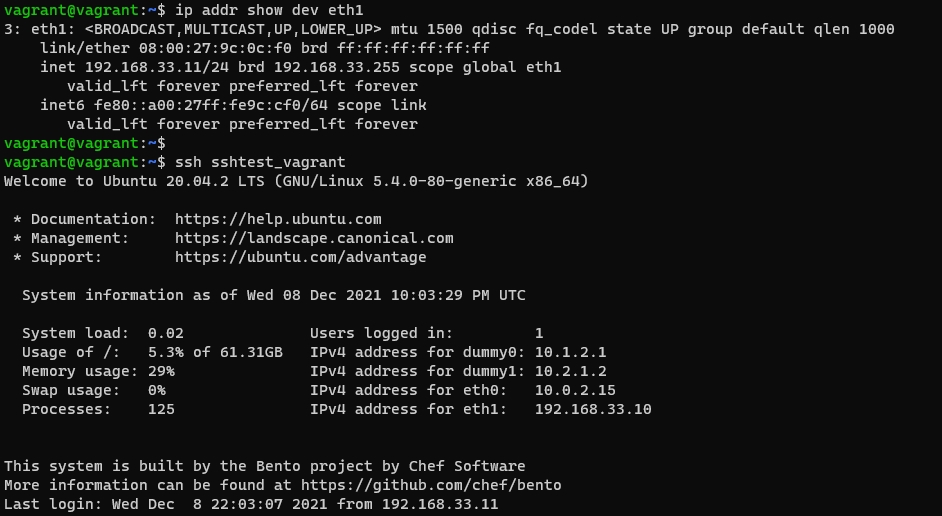 vagrant@vagrant:~$ ip addr show dev eth1
3: eth1: <BROADCAST,MULTICAST,UP,LOWER_UP> mtu 1500 qdisc fq_codel state UP group default qlen 1000
    link/ether 08:00:27:9c:0c:f0 brd ff:ff:ff:ff:ff:ff
    inet 192.168.33.11/24 brd 192.168.33.255 scope global eth1
       valid_lft forever preferred_lft forever
    inet6 fe80::a00:27ff:fe9c:cf0/64 scope link
       valid_lft forever preferred_lft forever
vagrant@vagrant:~$
vagrant@vagrant:~$ ssh sshtest_vagrant
Welcome to Ubuntu 20.04.2 LTS (GNU/Linux 5.4.0-80-generic x86_64)

 * Documentation:  https://help.ubuntu.com
 * Management:     https://landscape.canonical.com
 * Support:        https://ubuntu.com/advantage

  System information as of Wed 08 Dec 2021 10:03:29 PM UTC

  System load:  0.02              Users logged in:         1
  Usage of /:   5.3% of 61.31GB   IPv4 address for dummy0: 10.1.2.1
  Memory usage: 29%               IPv4 address for dummy1: 10.2.1.2
  Swap usage:   0%                IPv4 address for eth0:   10.0.2.15
  Processes:    125               IPv4 address for eth1:   192.168.33.10


This system is built by the Bento project by Chef Software
More information can be found at https://github.com/chef/bento
Last login: Wed Dec  8 22:03:07 2021 from 192.168.33.11